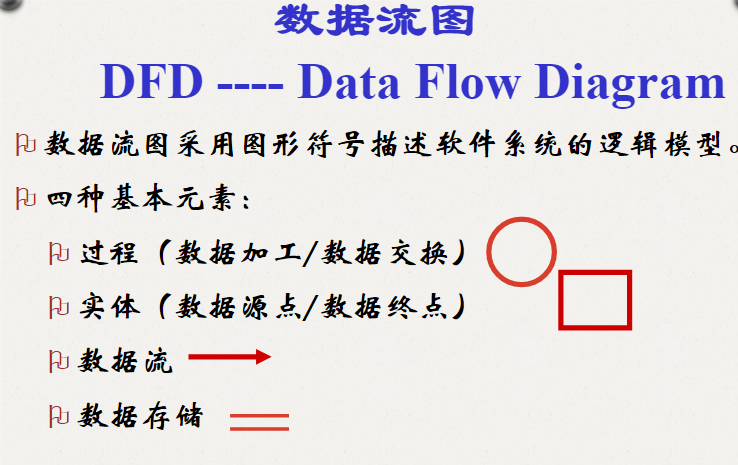 数据流图
DFD ---- Data Flow Diagram
数据流图采用图形符号描述软件系统的逻辑模型。
四种基本元素：
过程（数据加工/数据交换）
实体（数据源点/数据终点）
数据流
数据存储